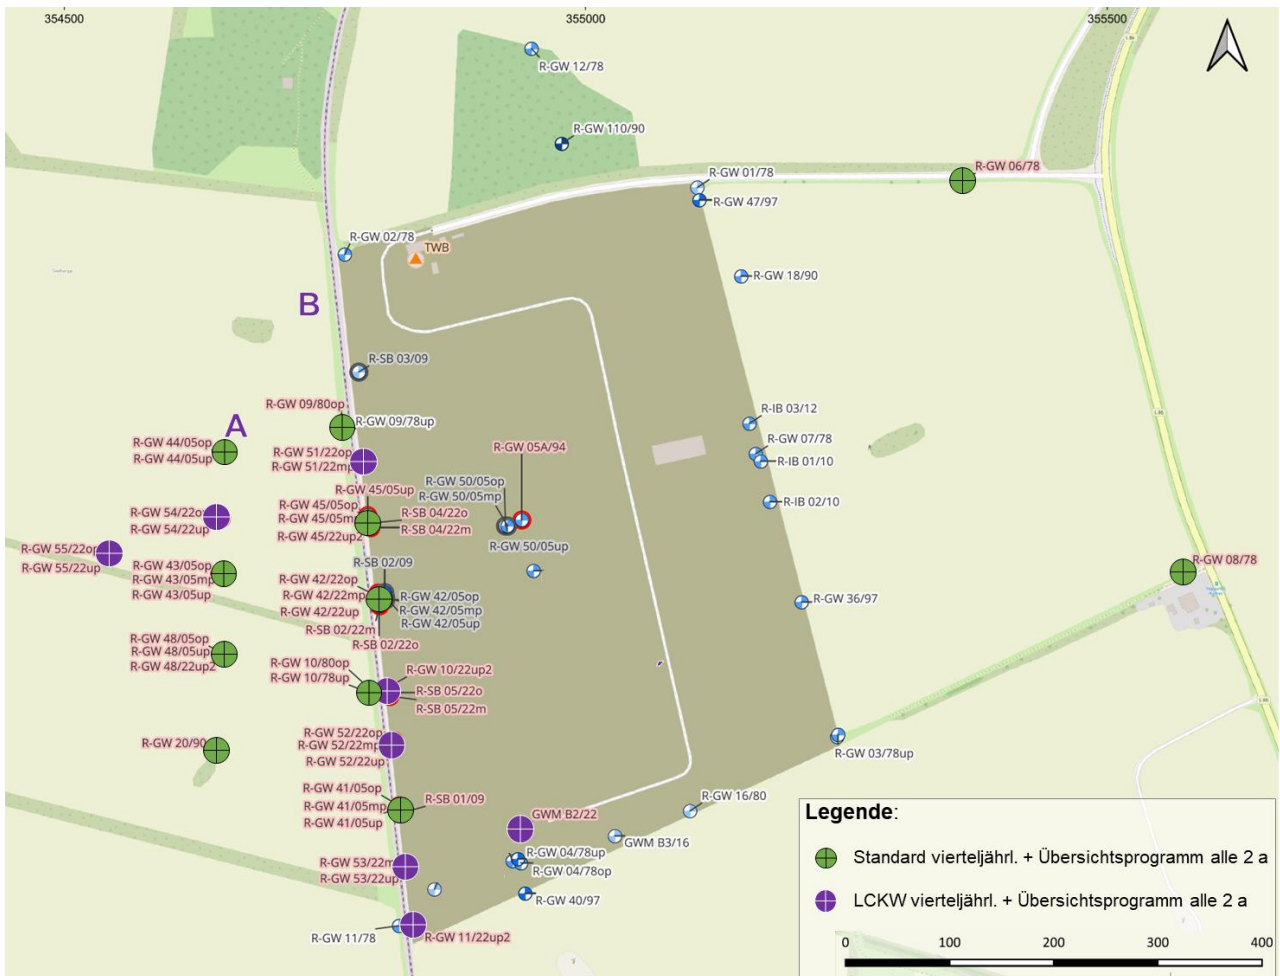 354500
355000
355500
R-GW 12/78
R-GW 110/90
R-GW 01/78
R-GW 06/78
R-GW 47/97
R-GW 02/78
TWB
R-GW 18/90
B
R-SB 03/09
R-GW 09/80op
R-GW 09/78up
R-IB 03/12
A
R-GW 44/05op
R-GW 44/05up
R-GW 51/22op
R-GW 51/22mp
R-GW 05A/94
R-GW 07/78
R-IB 01/10
R-GW 45/05up
R-GW 50/05op
R-GW 50/05mp
R-IB 02/10
R-GW 54/22o
R-GW 54/22up
R-GW 45/05op
R-GW 45/05m
R-GW 45/22up2
R-SB 04/22o
R-SB 04/22m
R-GW 50/05up
R-GW 55/22op
R-GW 55/22up
R-GW 43/05op
R-GW 43/05mp
R-GW 43/05up
R-SB 02/09
R-GW 08/78
R-GW 42/22op
R-GW 42/22mp
R-GW 42/22up
R-GW 42/05op
R-GW 42/05mp
R-GW 42/05up
R-GW 36/97
R-SB 02/22m
R-SB 02/22o
R-GW 48/05op
R-GW 48/05up
R-GW 48/22up2
R-GW 10/80op
R-GW 10/78up
R-GW 10/22up2
R-SB 05/22o
R-SB 05/22m
R-GW 20/90
R-GW 52/22op
R-GW 52/22mp
R-GW 52/22up
R-GW 03/78up
R-GW 41/05op
R-GW 41/05mp
R-GW 41/05up
R-SB 01/09
R-GW 16/80
GWM B2/22
GWM B3/16
R-GW 53/22m
R-GW 53/22up
R-GW 04/78up
R-GW 04/78op
R-GW 40/97
R-GW 11/78
R-GW 11/22up2
Legende:
Standard vierteljährl. + Übersichtsprogramm alle 2 a
LCKW vierteljährl. + Übersichtsprogramm alle 2 a
0 100 200 300 400